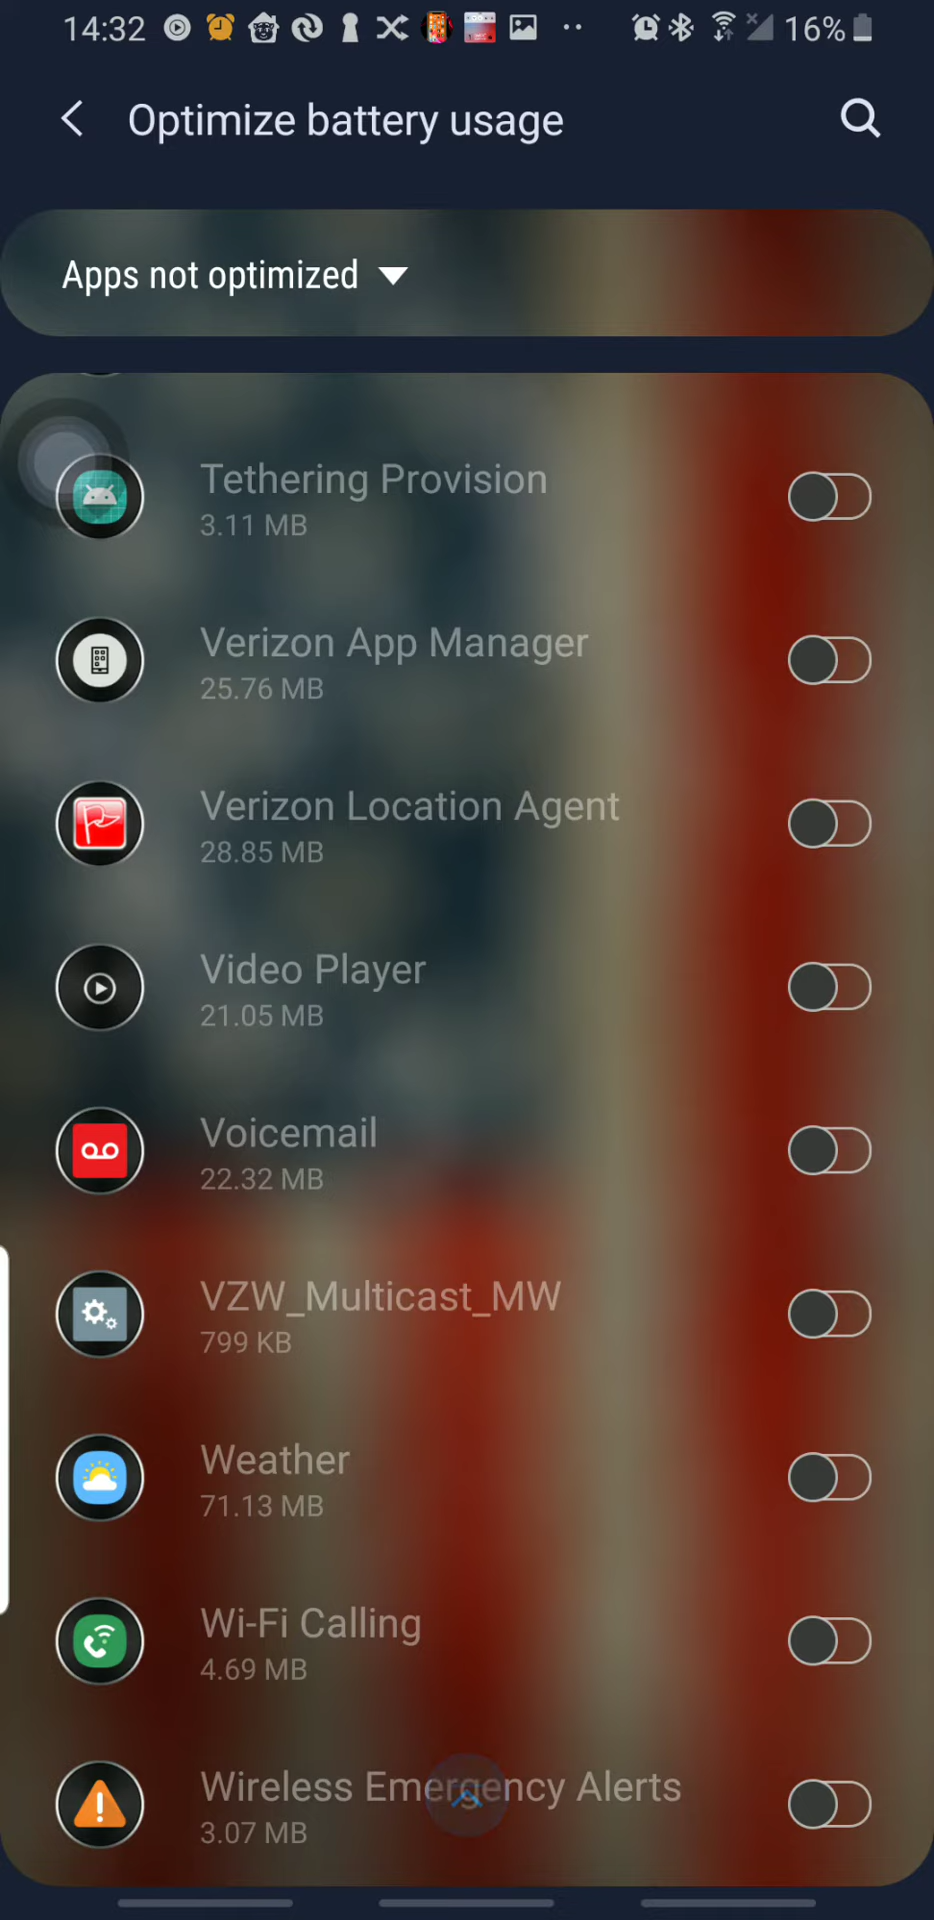 14:32
16%
Optimize battery usage
Apps not optimized
Tethering Provision
3.11 MB
Verizon App Manager
25.76 MB
Verizon Location Agent
28.85 MB
Video Player
21.05 MB
Voicemail
22.32 MB
VZW_Multicast_MW
799 KB
Weather
71.13 MB
Wi-Fi Calling
4.69 MB
Wireless Emergency Alerts
3.07 MB